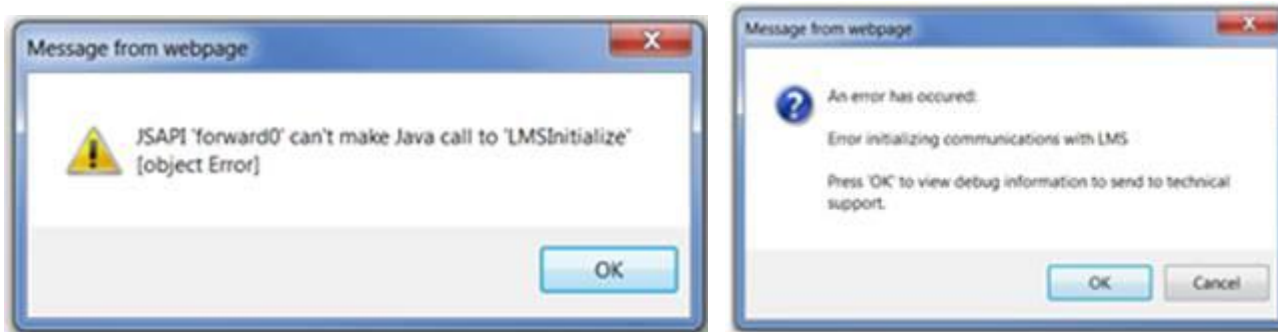 Message from webpage
JSAPI 'forward0' can't make Java call to 'LMSInitialize'
[object Error]
OK
Message from webpage
An error has occured:
Error initializing communications with LMS
Press 'OK' to view debug information to send to technical
support.
OK
Cancel